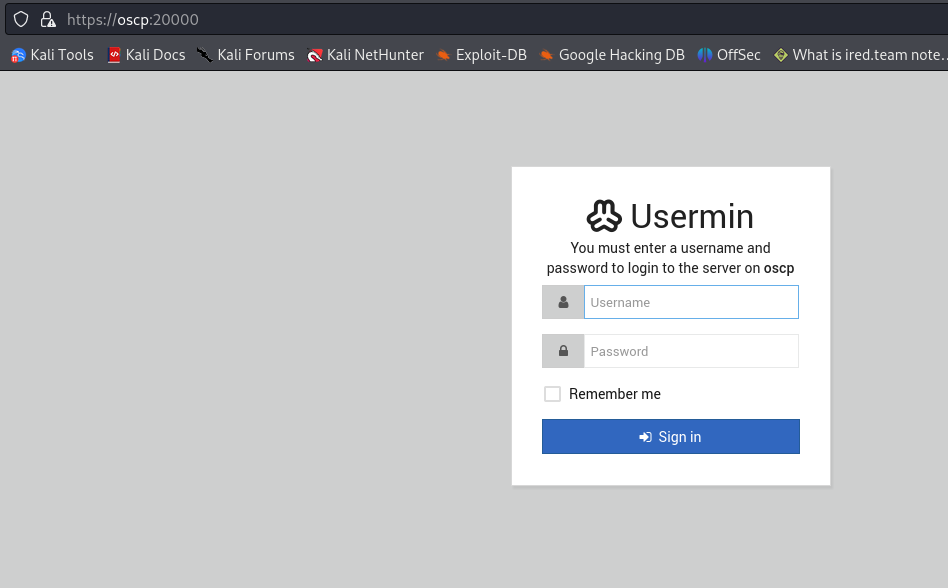 https://oscp:20000
Kali Tools Kali Docs Kali Forums Kali NetHunter Exploit-DB Google Hacking DB OffSec What is ired.team note…
Usermin
You must enter a username and
password to login to the server on oscp
Username
Password
Remember me
Sign in